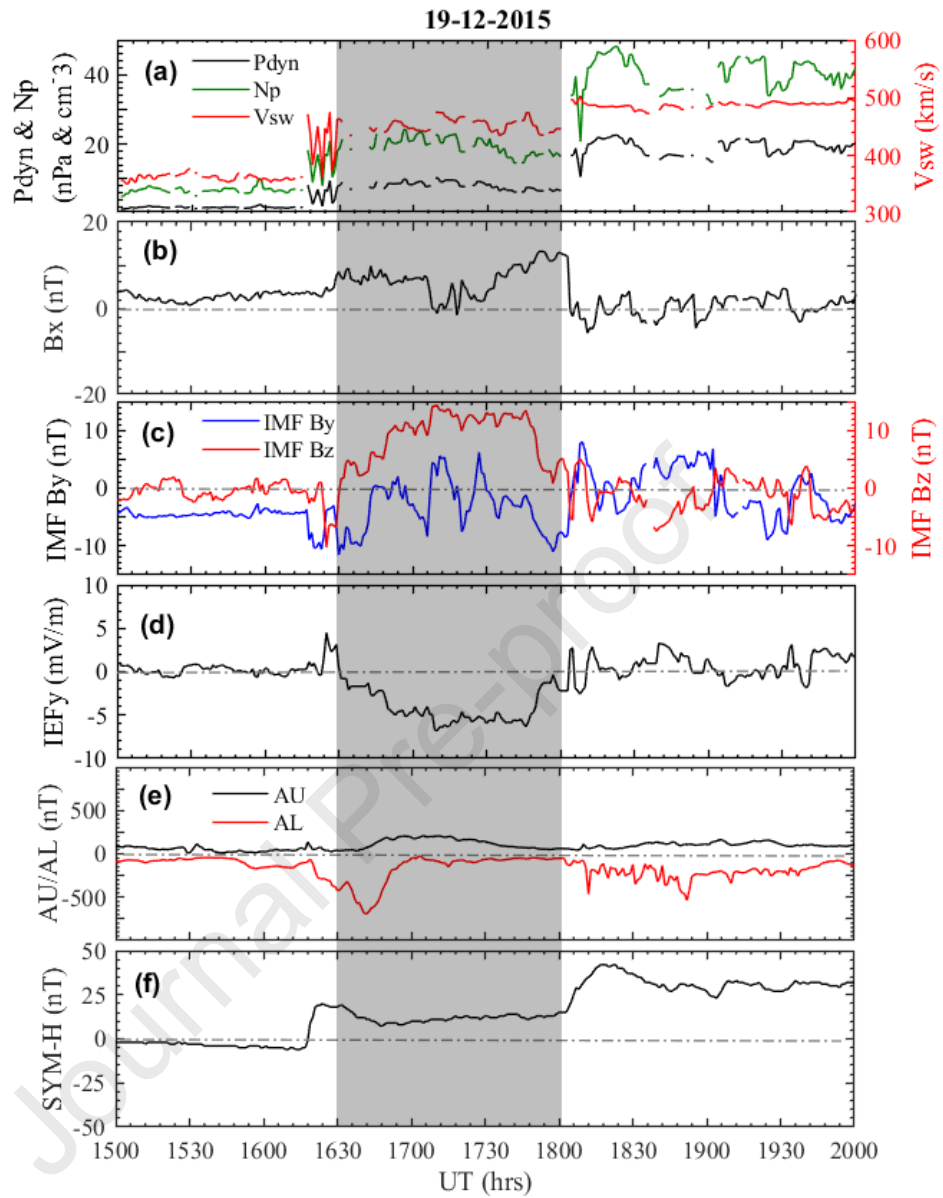 19-12-2015
(a)
Pdyn
Np
Vsw
Pdyn & Np
(nPa & cm^-3)
40
20
600
500
400
300
Vsw (km/s)
(b)
20
0
-20
Bx (nT)
(c)
IMF By
IMF Bz
10
0
-10
IMF By (nT)
10
0
-10
IMF Bz (nT)
(d)
10
5
0
-5
-10
IEFy (mV/m)
(e)
AU
AL
500
0
-500
AU/AL (nT)
(f)
50
25
0
-25
-50
SYM-H (nT)
1500 1530 1600 1630 1700 1730 1800 1830 1900 1930 2000
UT (hrs)
Journal Pre-proof